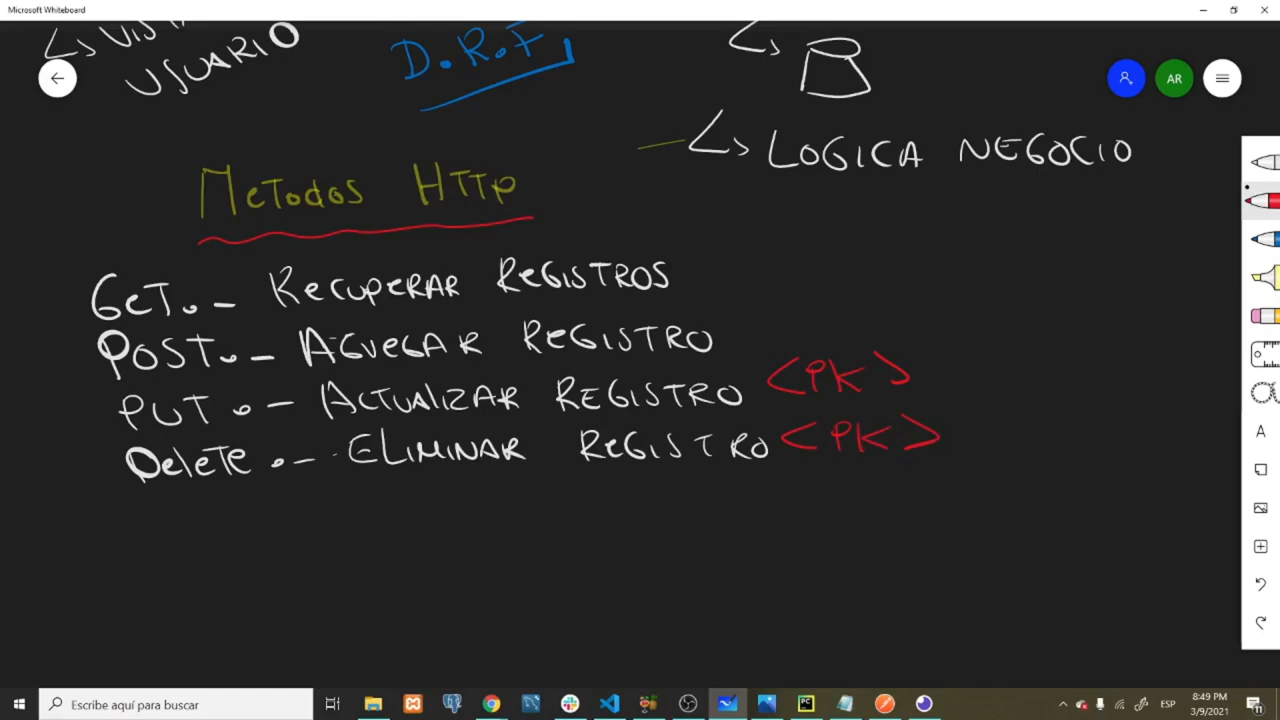 Microsoft Whiteboard
USUARIO
D.R.F
AR
LOGICA NEGOCIO
Metodos HTTP
GET.- RECUPERAR REGISTROS
POST.- AGUEGAR REGISTRO
PUT.- ACTUALIZAR REGISTRO <PK>
Delete.- ELIMINAR REGISTRO <PK>
A
Escribe aquí para buscar
ESP
8:49 PM
3/9/2021